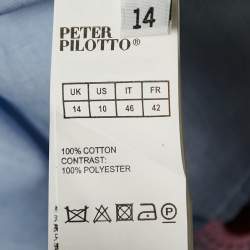 14
PETER
PILOTTO®
UK US IT FR
14 10 46 42
100% COTTON
CONTRAST:
100% POLYESTER
P